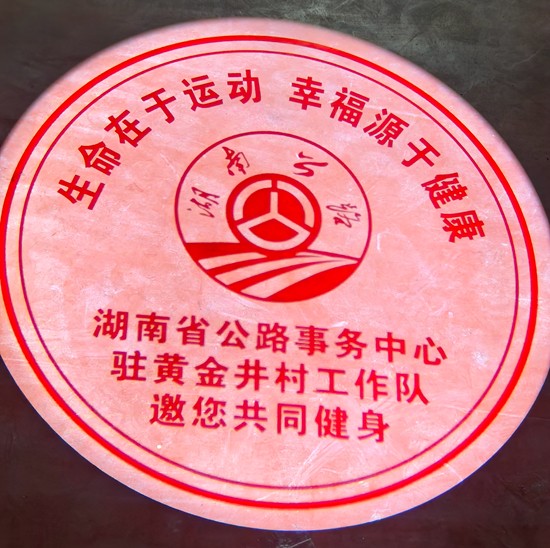 生命在于运动 幸福源于健康
湖南公路
湖南省公路事务中心
驻黄金井村工作队
邀您共同健身